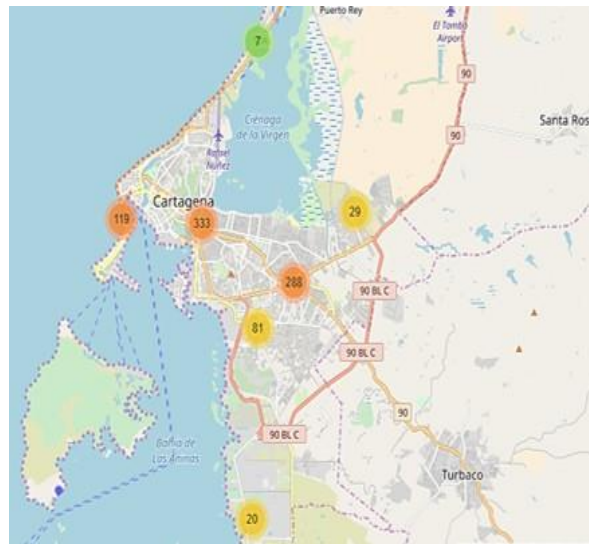 Puerto Rey
El Tambo
Airport
7
90
Ciénaga
de la Virgen
90
Santa Ros
Rafael
Núñez
Cartagena
119
333
29
288
90 BL C
81
90 BL C
90
90 BL C
Bahía de
Las Ánimas
Turbaco
20